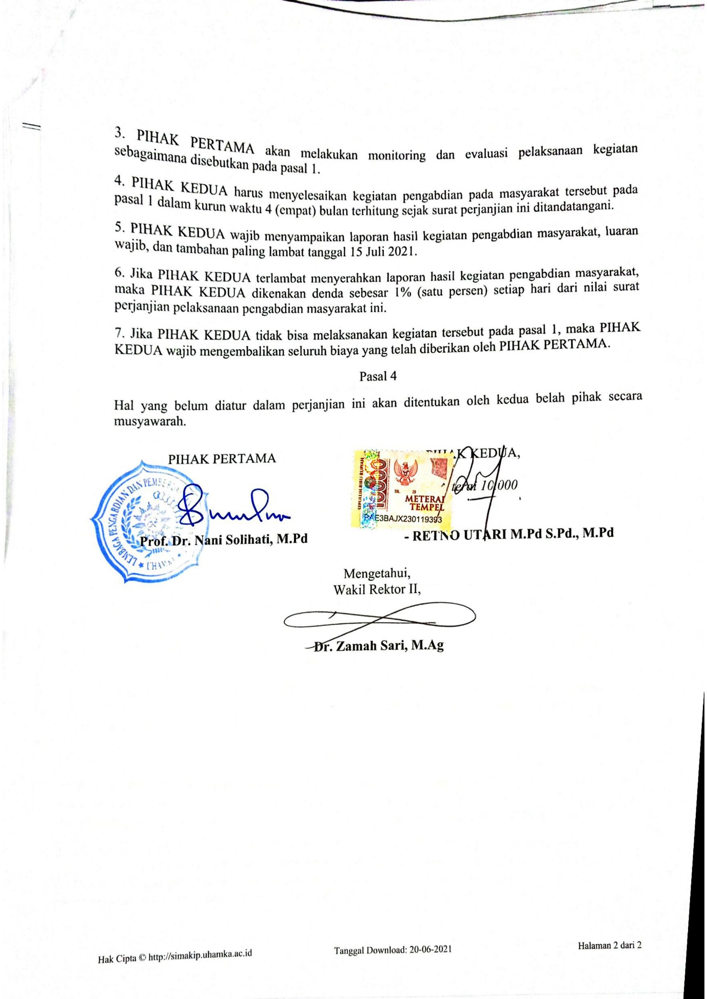 3. PIHAK PERTAMA akan melakukan monitoring dan evaluasi pelaksanaan kegiatan
sebagaimana disebutkan pada pasal 1.
4. PIHAK KEDUA harus menyelesaikan kegiatan pengabdian pada masyarakat tersebut pada
pasal 1 dalam kurun waktu 4 (empat) bulan terhitung sejak surat perjanjian ini ditandatangani.
5. PIHAK KEDUA wajib menyampaikan laporan hasil kegiatan pengabdian masyarakat, luaran
wajib, dan tambahan paling lambat tanggal 15 Juli 2021.
6. Jika PIHAK KEDUA terlambat menyerahkan laporan hasil kegiatan pengabdian masyarakat,
maka PIHAK KEDUA dikenakan denda sebesar 1% (satu persen) setiap hari dari nilai surat
perjanjian pelaksanaan pengabdian masyarakat ini.
7. Jika PIHAK KEDUA tidak bisa melaksanakan kegiatan tersebut pada pasal 1, maka PIHAK
KEDUA wajib mengembalikan seluruh biaya yang telah diberikan oleh PIHAK PERTAMA.
Pasal 4
Hal yang belum diatur dalam perjanjian ini akan ditentukan oleh kedua belah pihak secara
musyawarah.
PIHAK PERTAMA
PIHAK KEDUA,
LEMBAGA PENGABDIAN DAN
UHAMKA
SEPULUH RIBU RUPIAH
10000
TGL. 20
METERAI
TEMPEL
BAE3BAJX230119393
10.000
Prof. Dr. Nani Solihati, M.Pd
- RETNO UTARI M.Pd S.Pd., M.Pd
Mengetahui,
Wakil Rektor II,
Dr. Zamah Sari, M.Ag
Hak Cipta © http://simakip.uhamka.ac.id
Tanggal Download: 20-06-2021
Halaman 2 dari 2